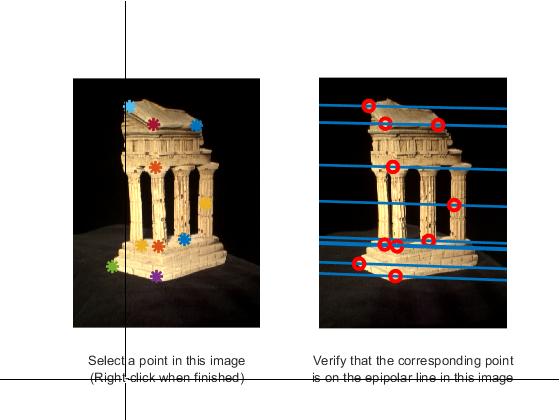 Select a point in this image
(Right-click when finished)
Verify that the corresponding point
is on the epipolar line in this image